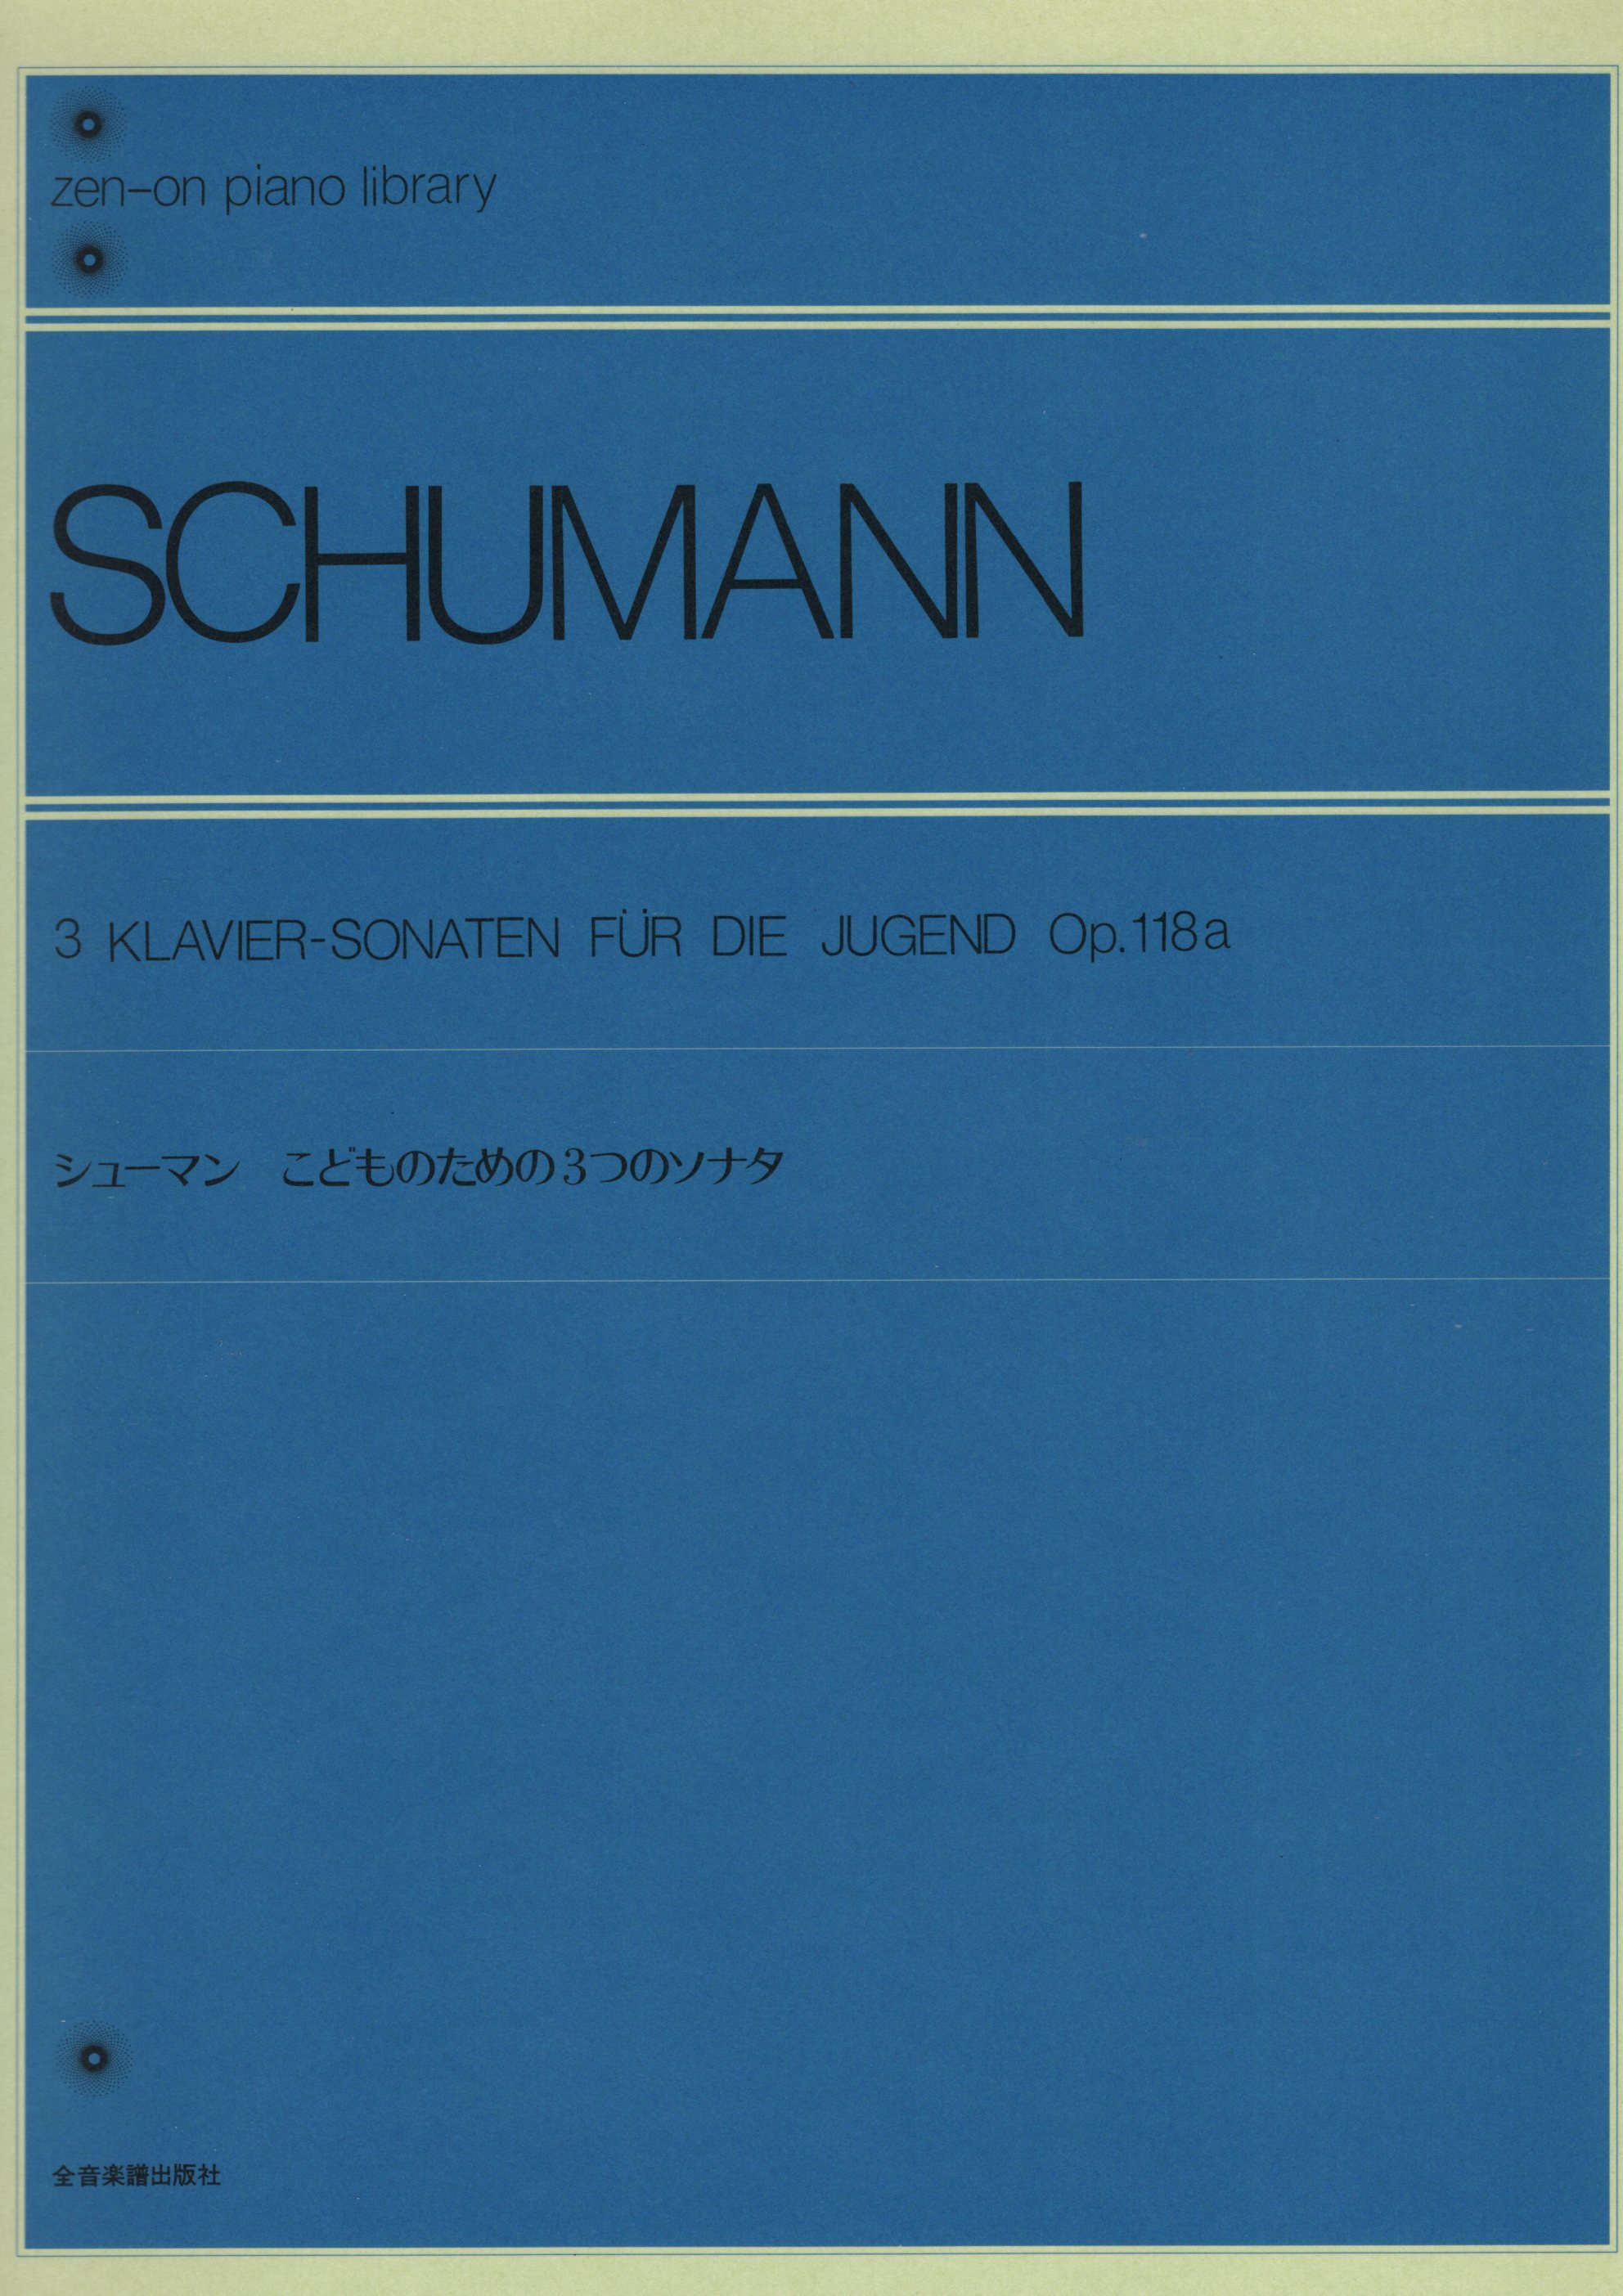 zen-on piano library
SCHUMANN
3 KLAVIER-SONATEN FÜR DIE JUGEND Op.118a
シューマン　こどものための3つのソナタ
全音楽譜出版社